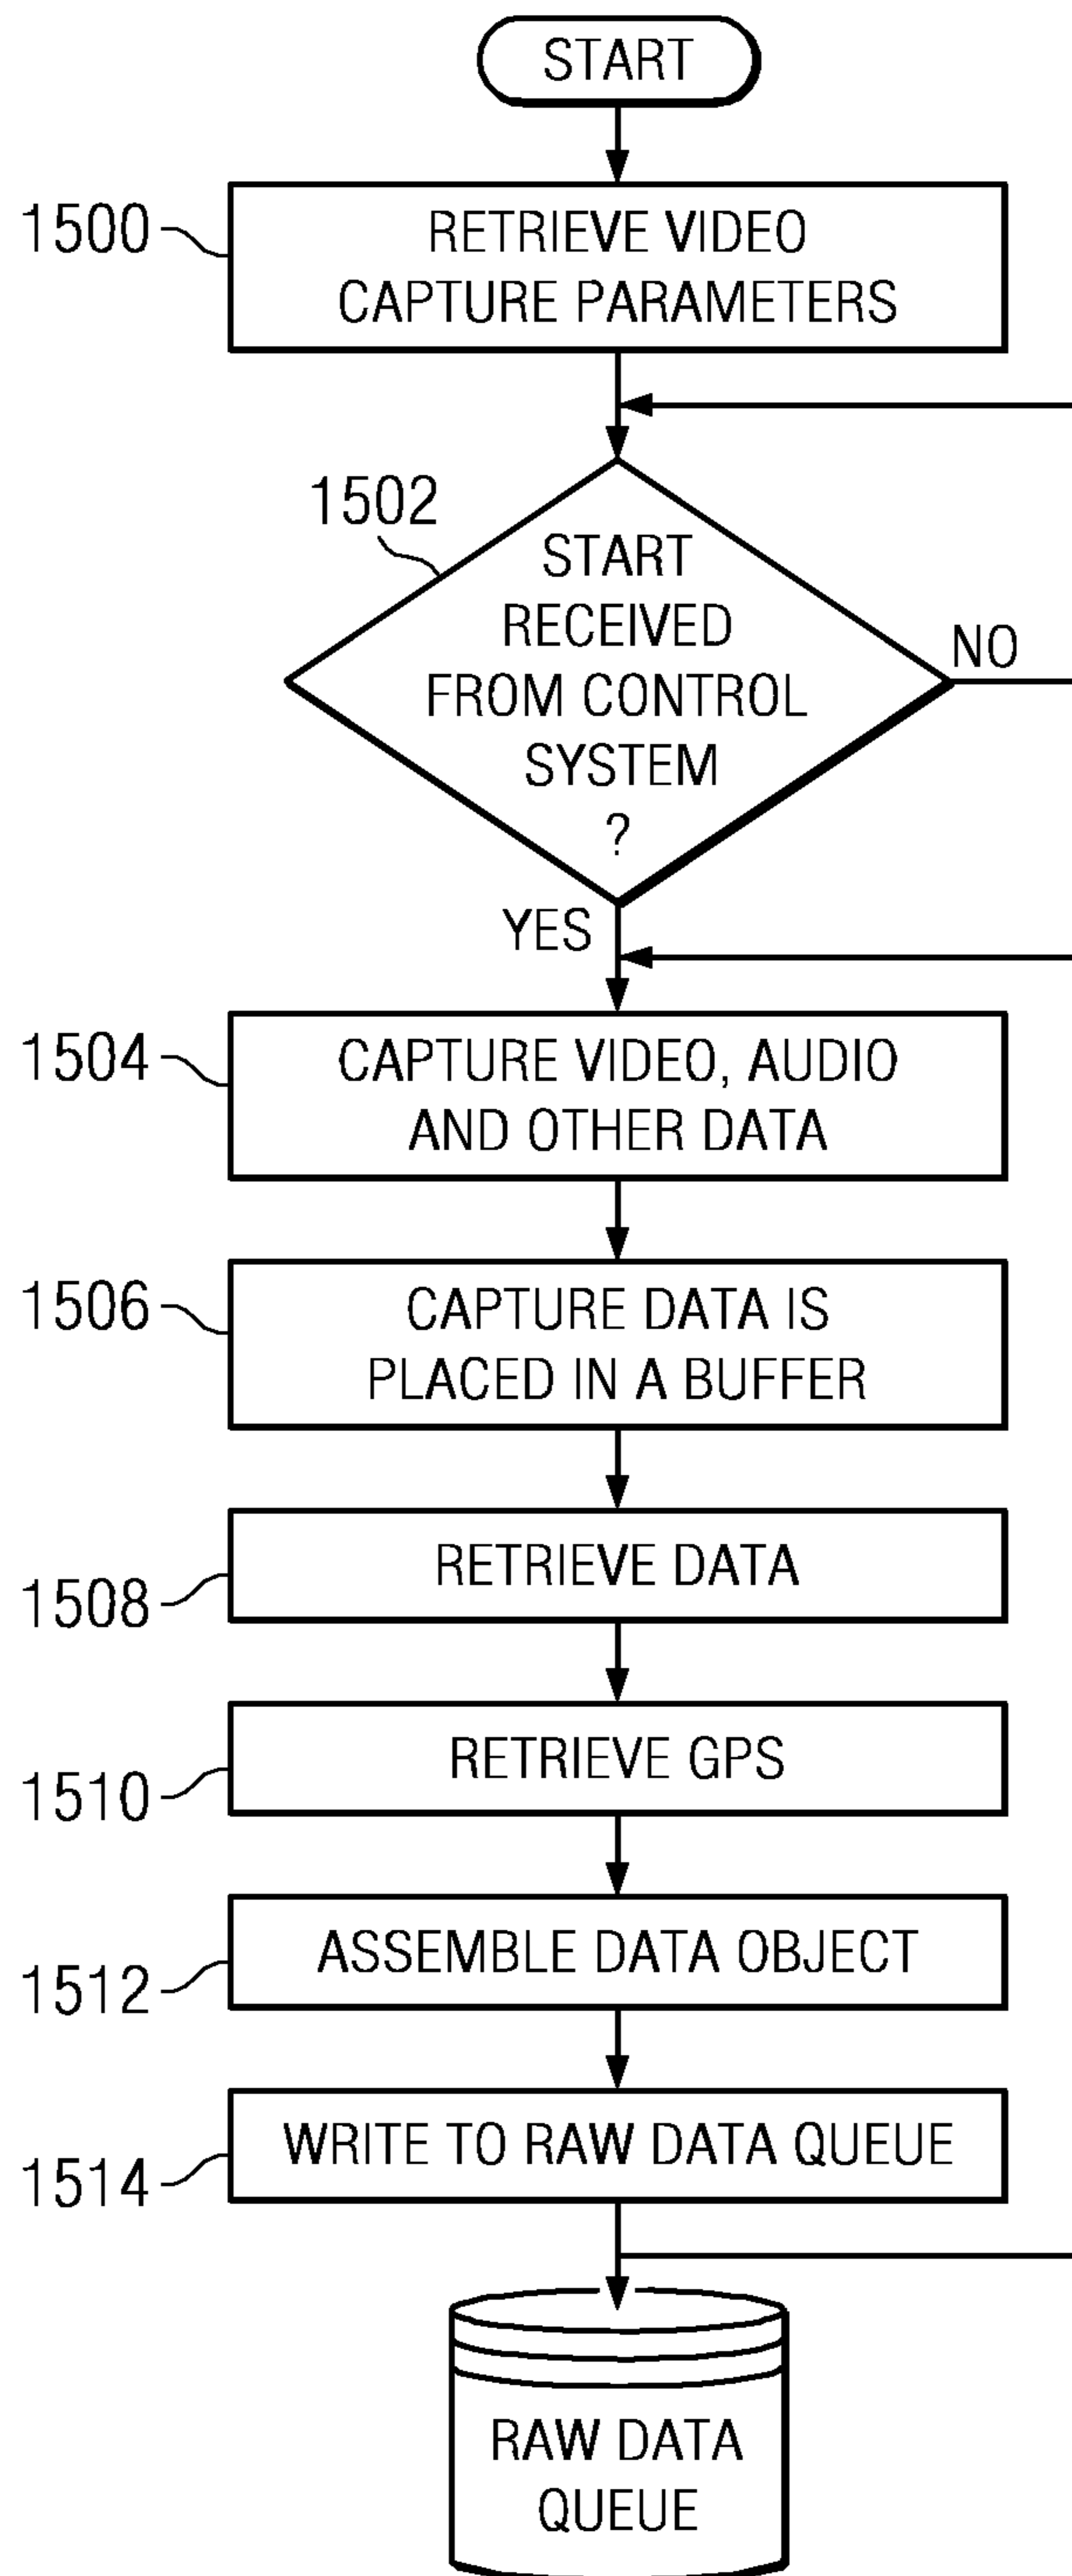 START
1500
RETRIEVE VIDEO
CAPTURE PARAMETERS
1502
START
RECEIVED
FROM CONTROL
SYSTEM
?
NO
YES
1504
CAPTURE VIDEO, AUDIO
AND OTHER DATA
1506
CAPTURE DATA IS
PLACED IN A BUFFER
1508
RETRIEVE DATA
1510
RETRIEVE GPS
1512
ASSEMBLE DATA OBJECT
1514
WRITE TO RAW DATA QUEUE
RAW DATA
QUEUE